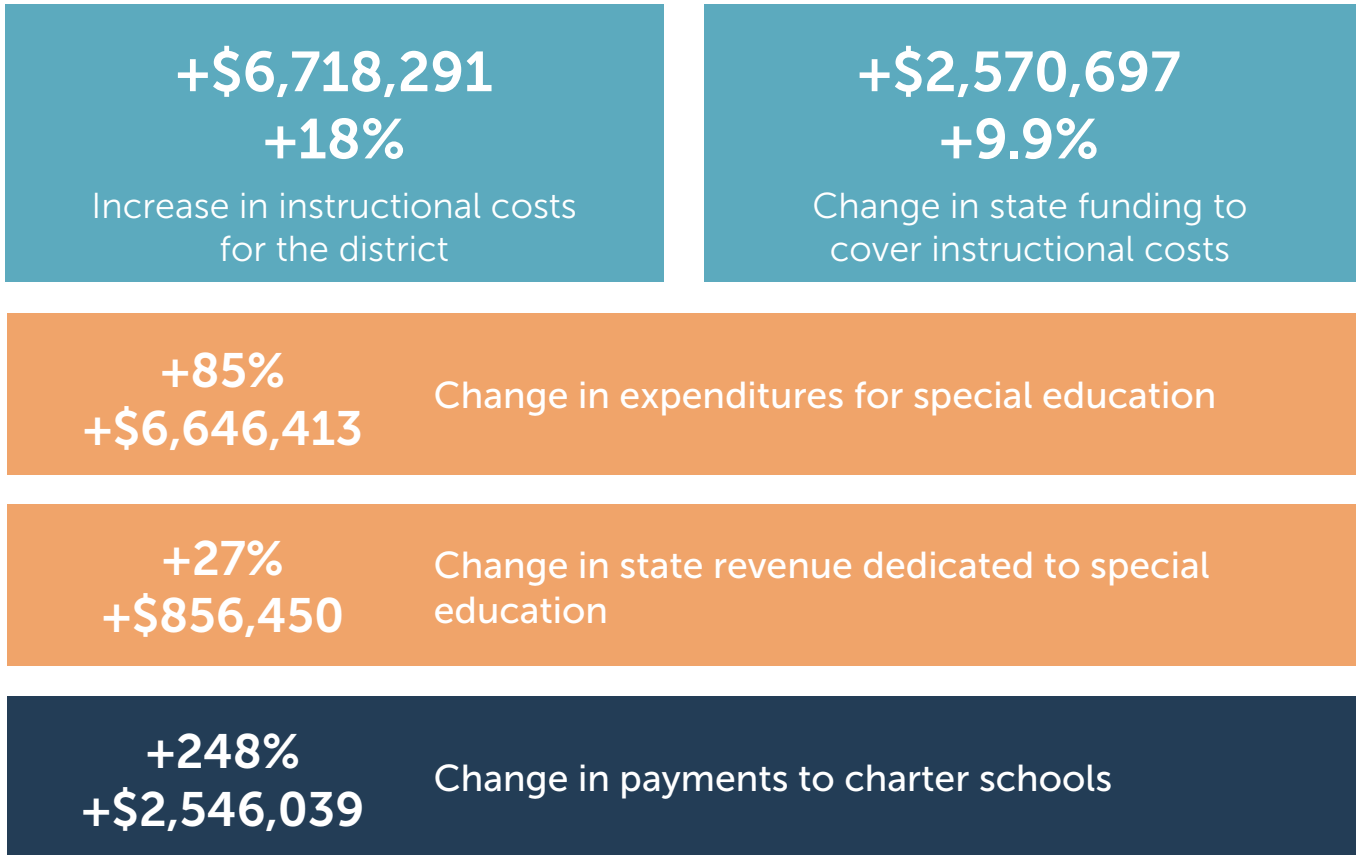 +$6,718,291
+18%
Increase in instructional costs
for the district
+$2,570,697
+9.9%
Change in state funding to
cover instructional costs
+85%
+$6,646,413
Change in expenditures for special education
+27%
+$856,450
Change in state revenue dedicated to special
education
+248%
+$2,546,039
Change in payments to charter schools